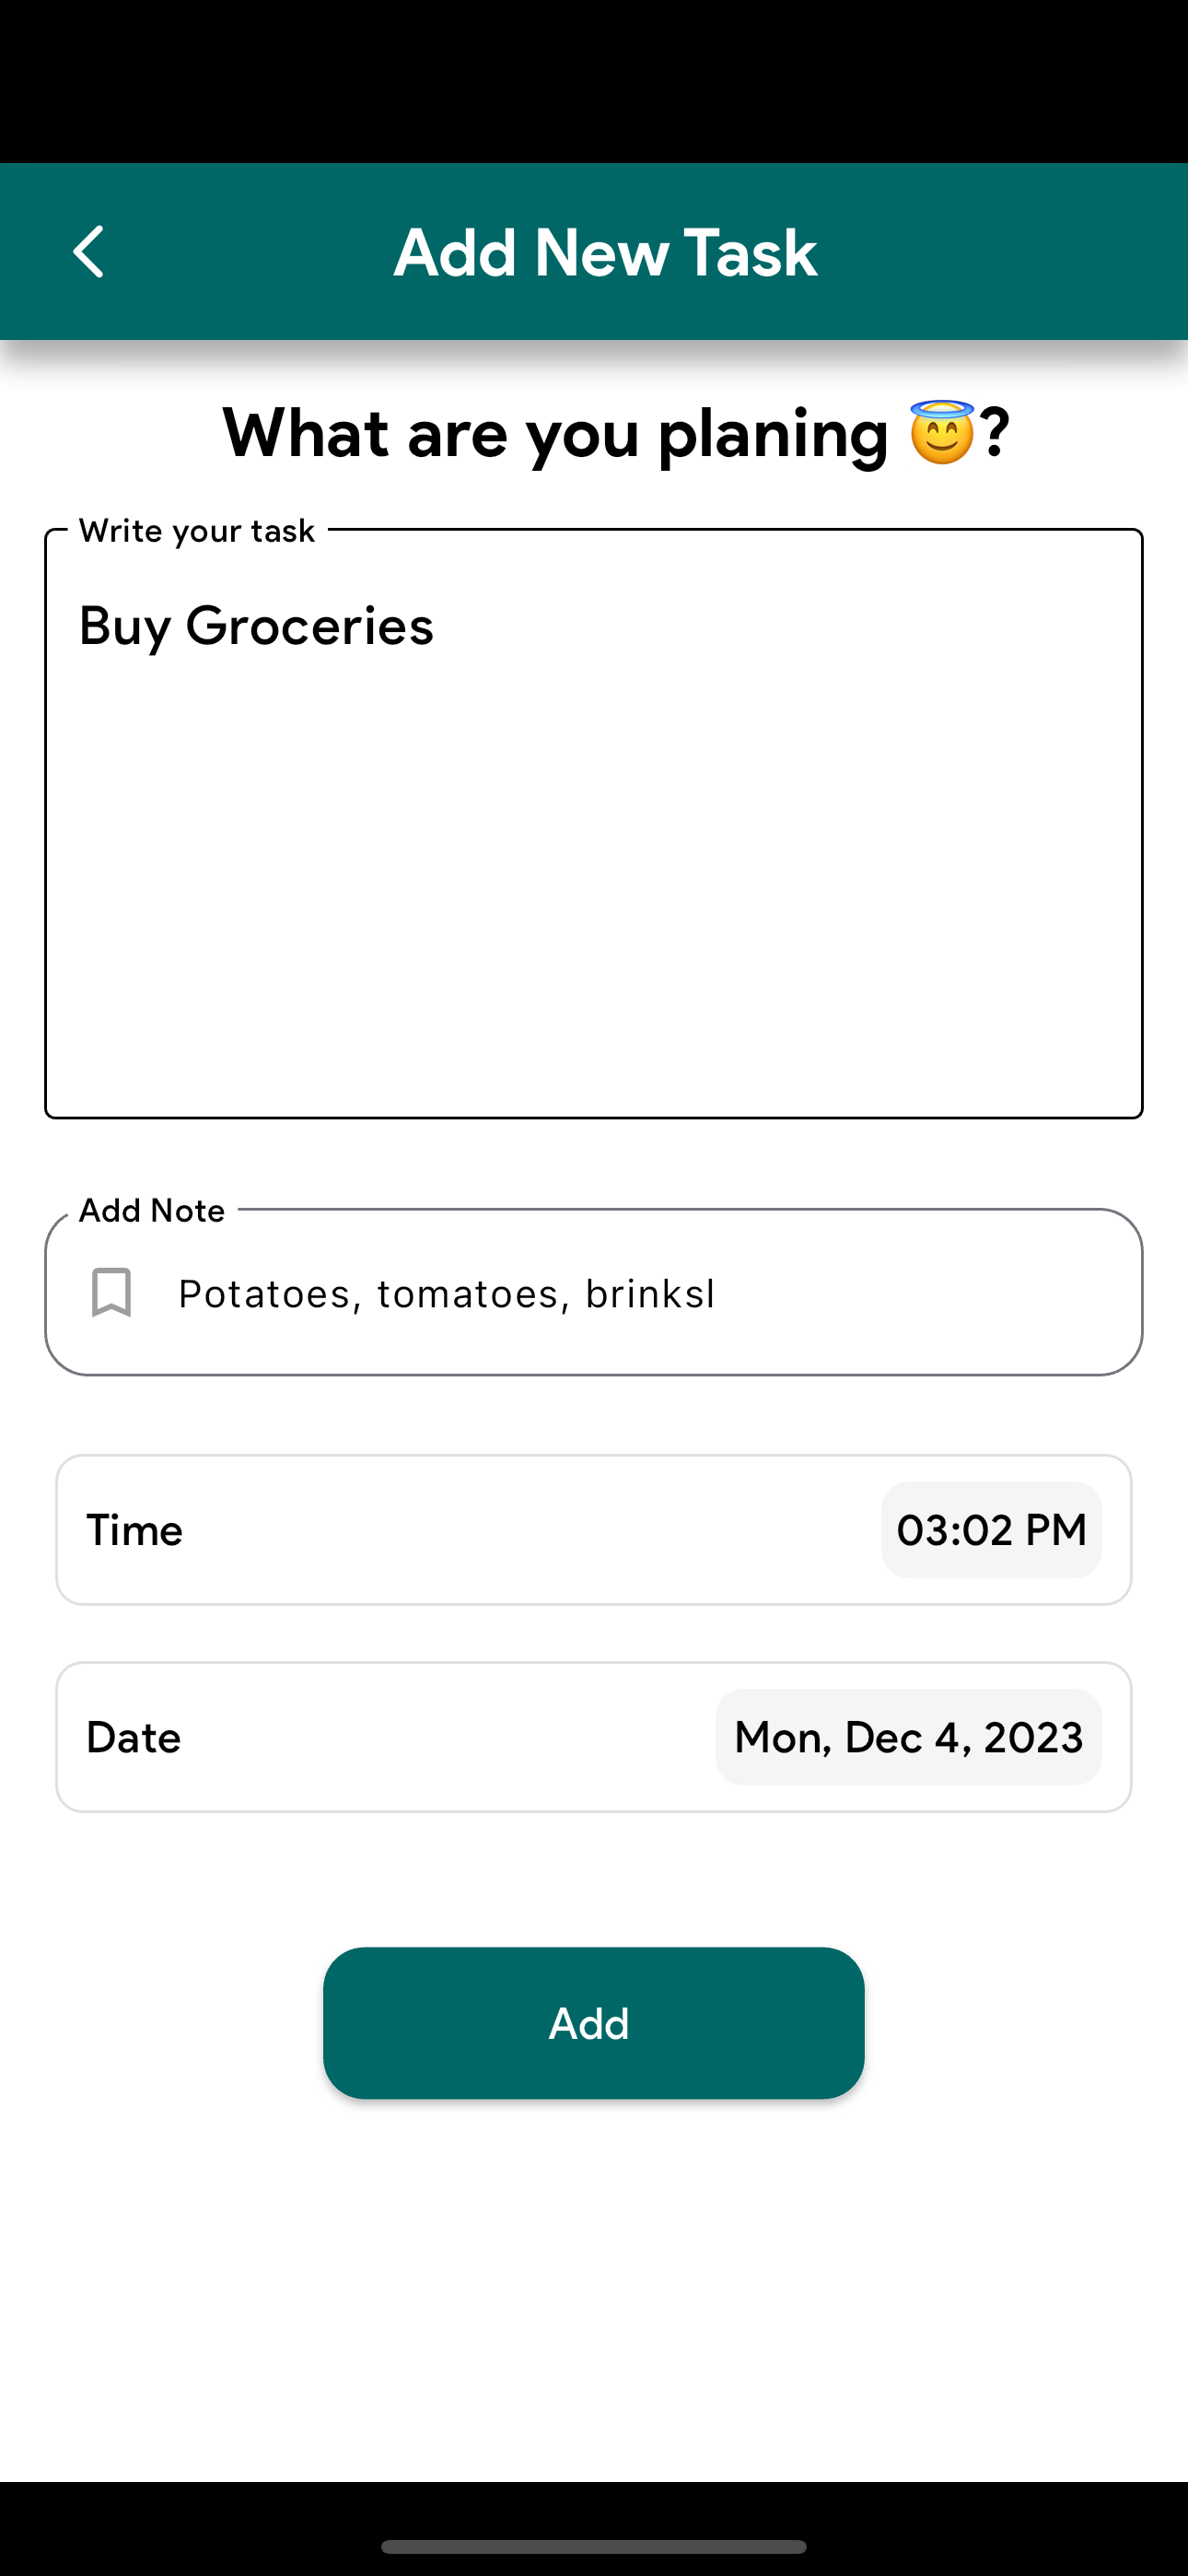 Add New Task
What are you planing 😇?
Write your task
Buy Groceries
Add Note
Potatoes, tomatoes, brinksl
Time
03:02 PM
Date
Mon, Dec 4, 2023
Add